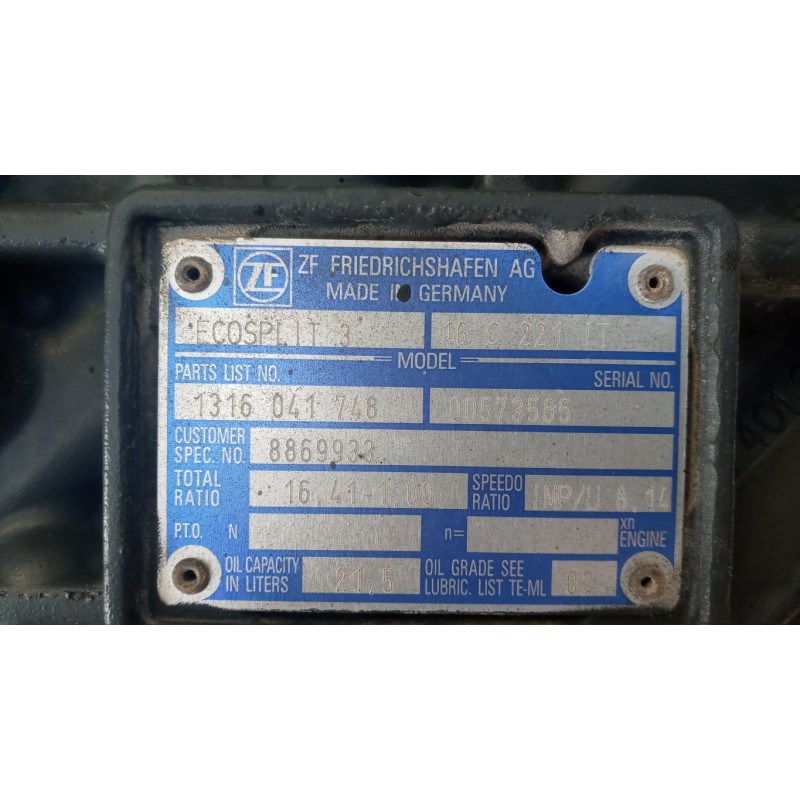 ZF ZF FRIEDRICHSHAFEN AG
MADE IN GERMANY
ECOSPLIT 3 16 S 221 IT
MODEL
PARTS LIST NO. SERIAL NO.
1316 041 748
CUSTOMER SPEC. NO. 8869933
TOTAL RATIO 16,41-1,00 SPEEDO RATIO IMP/U 8,14
P.T.O. N n= xn ENGINE
OIL CAPACITY IN LITERS 21,5 OIL GRADE SEE LUBRIC. LIST TE-ML 02